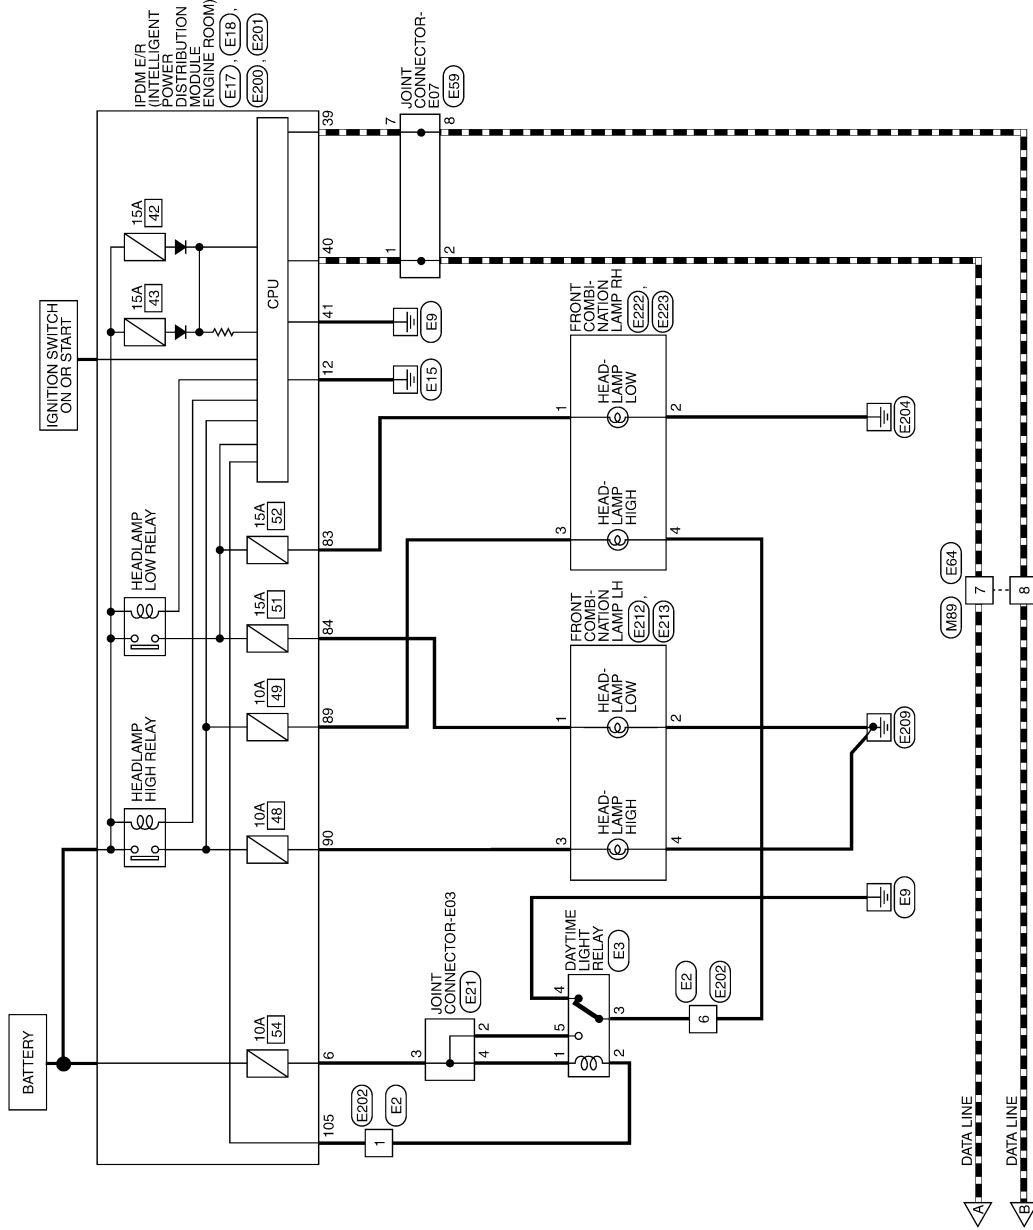 BATTERY
IGNITION SWITCH
ON OR START
IPDM E/R
(INTELLIGENT
POWER
DISTRIBUTION
MODULE
ENGINE ROOM)
E17 , E18 ,
E200 , E201
HEADLAMP
HIGH RELAY
HEADLAMP
LOW RELAY
15A
43
15A
42
10A
54
10A
48
10A
49
15A
51
15A
52
CPU
105
6
90
89
84
83
12
41
40
39
E202
1
E2
JOINT
CONNECTOR-E03
E21
3
4
2
E15
E9
JOINT
CONNECTOR-
E07
E59
1
7
2
8
DAYTIME
LIGHT
RELAY
E3
1
5
4
2
3
FRONT
COMBI-
NATION
LAMP LH
E212 ,
E213
3
1
HEAD-
LAMP
HIGH
HEAD-
LAMP
LOW
4
2
FRONT
COMBI-
NATION
LAMP RH
E222 ,
E223
3
1
HEAD-
LAMP
HIGH
HEAD-
LAMP
LOW
4
2
E2
6
E202
E9
E209
E204
M89
E64
7
8
DATA LINE
A
DATA LINE
B